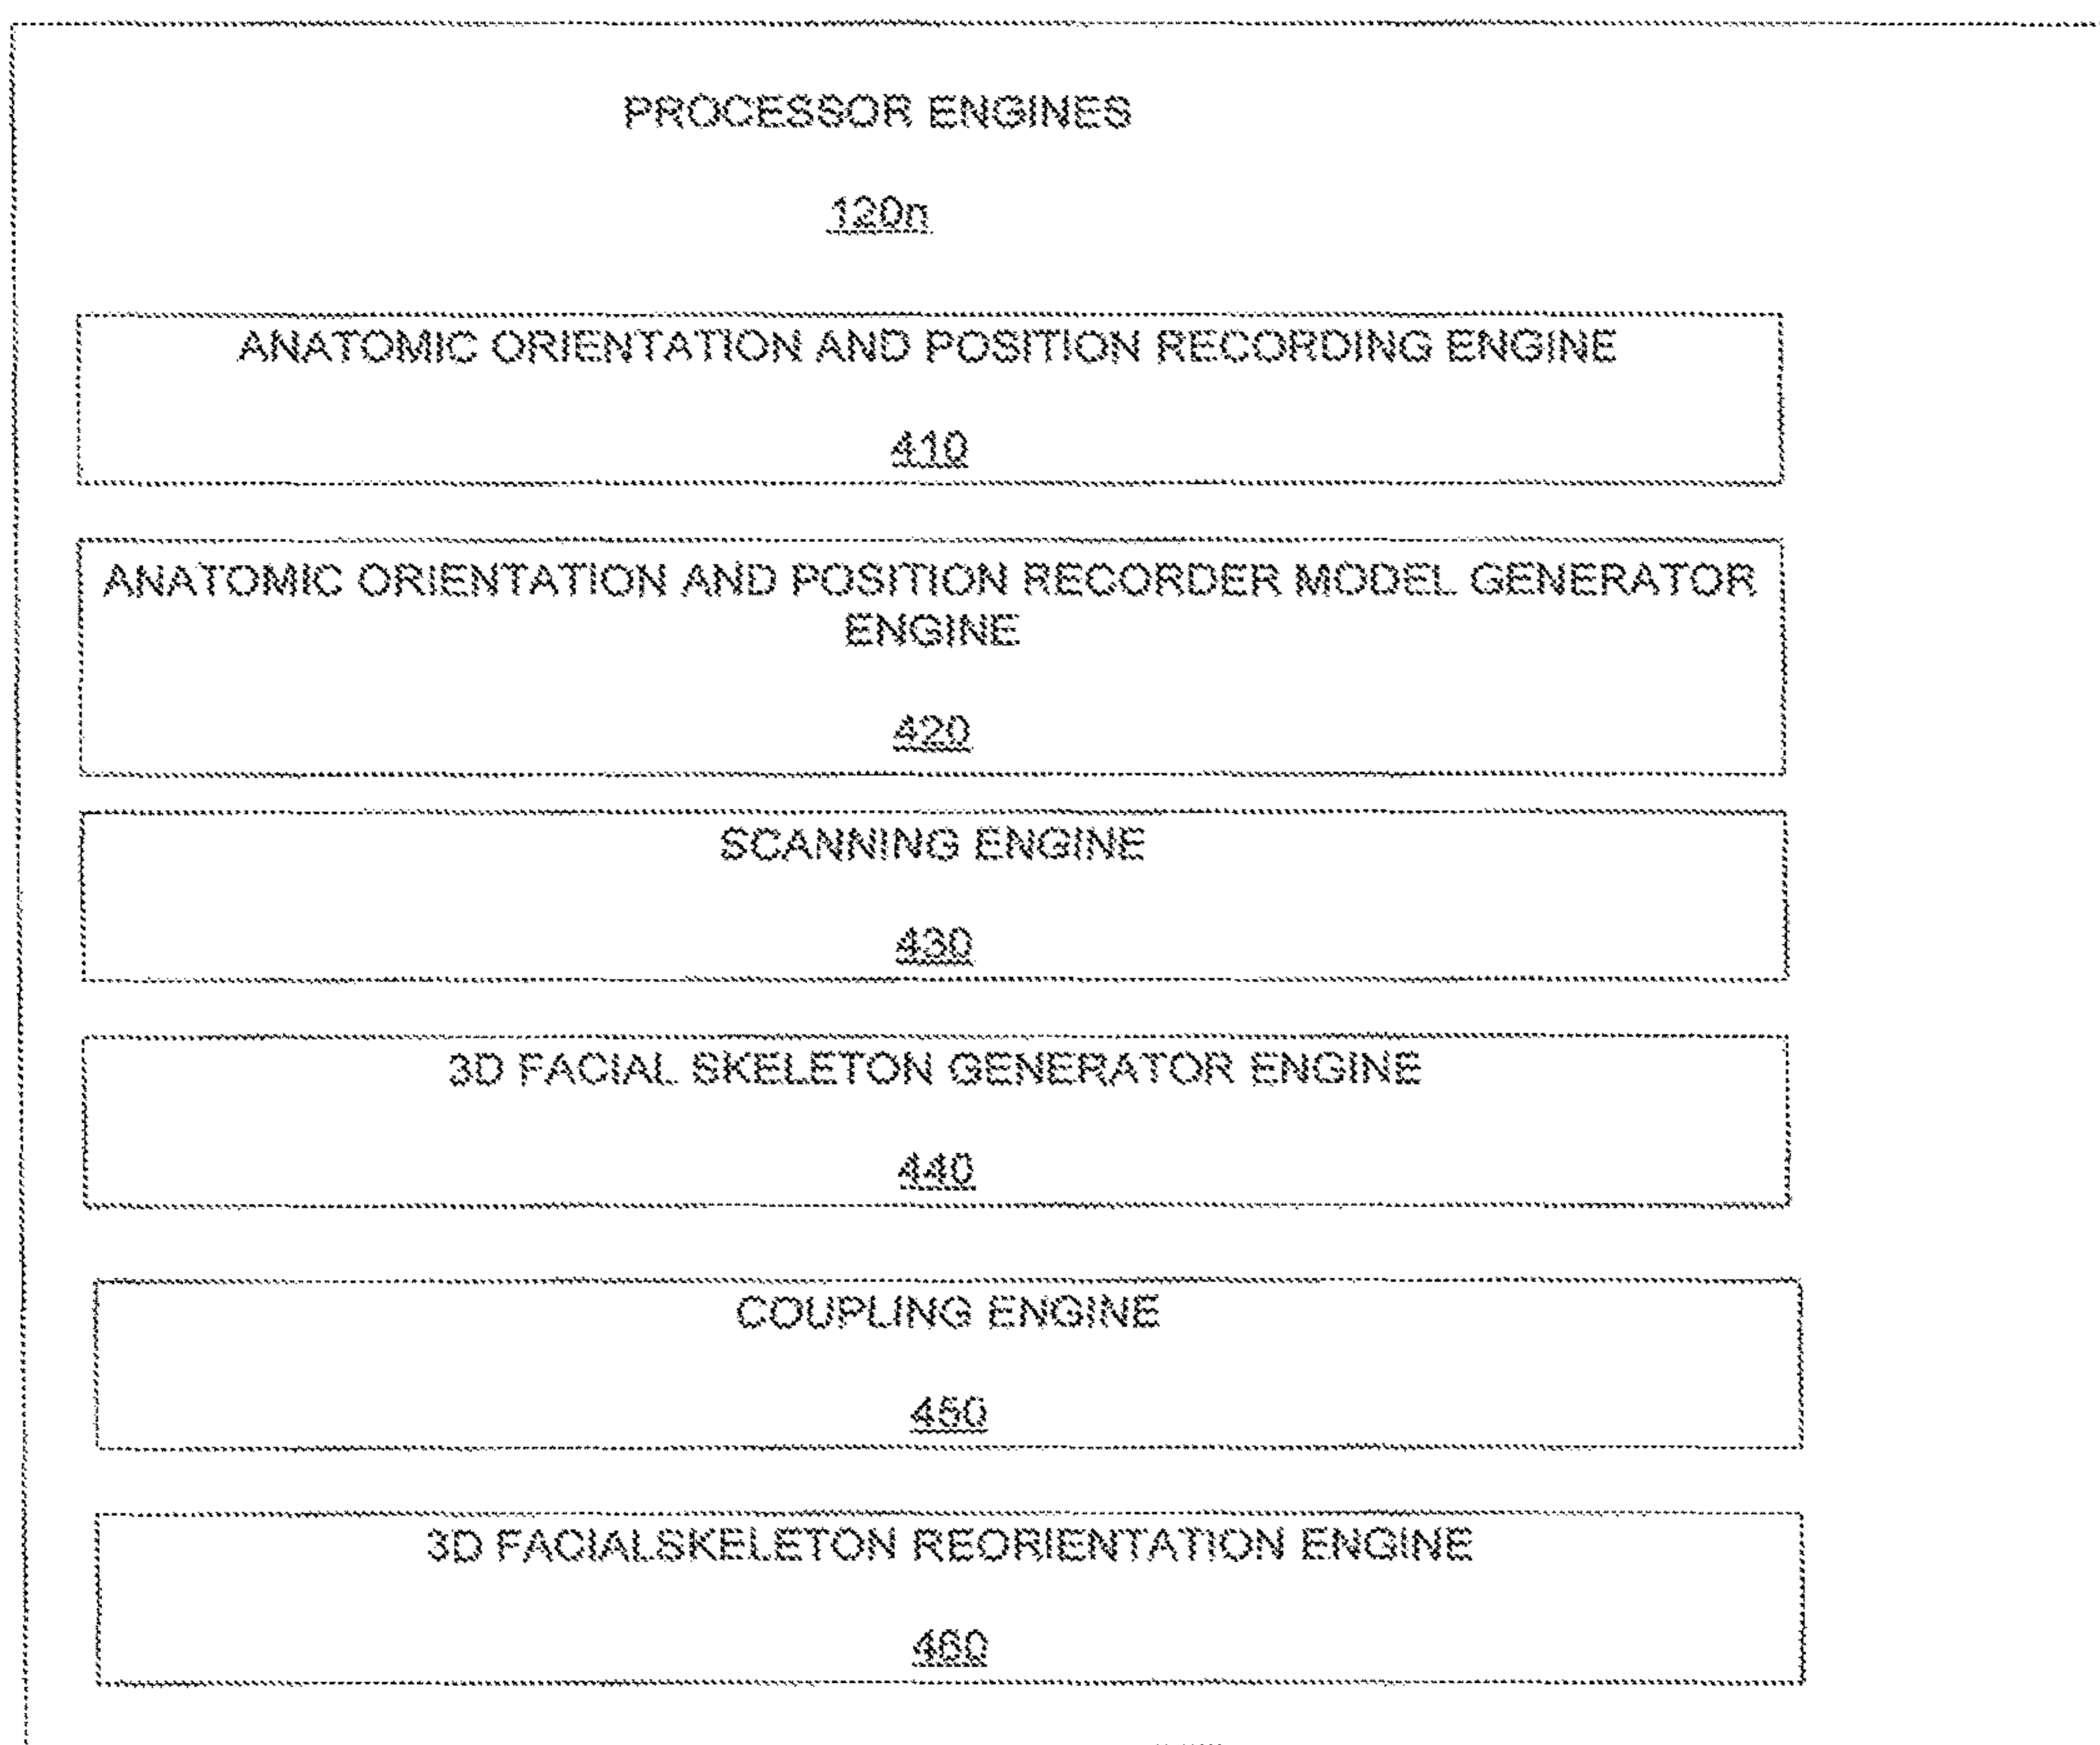 PROCESSOR ENGINES
120n
ANATOMIC ORIENTATION AND POSITION RECORDING ENGINE
410
ANATOMIC ORIENTATION AND POSITION RECORDER MODEL GENERATOR
ENGINE
420
SCANNING ENGINE
430
3D FACIAL SKELETON GENERATOR ENGINE
440
COUPLING ENGINE
450
3D FACIALSKELETON REORIENTATION ENGINE
460